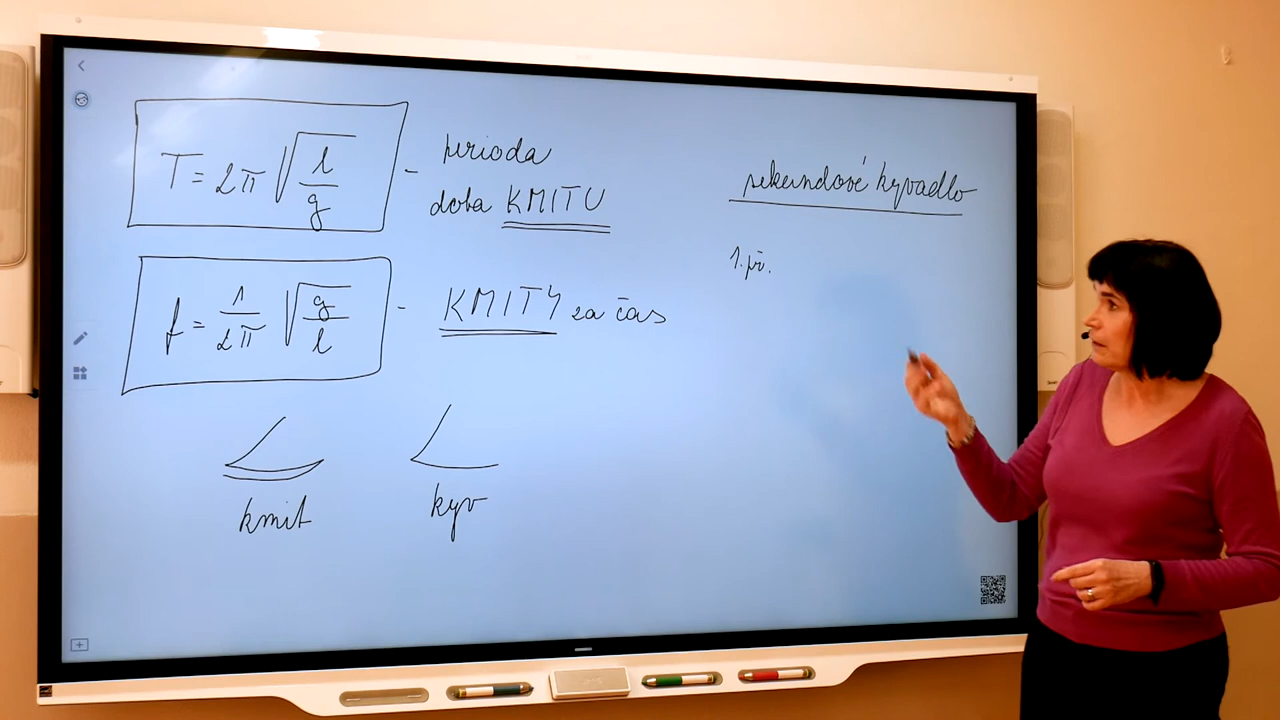 T = 2π √(l/g) - perioda
doba KMITU
f = 1/2π √(g/l) - KMITY za čas
kmit
kyv
sekundové kyvadlo
1. př.